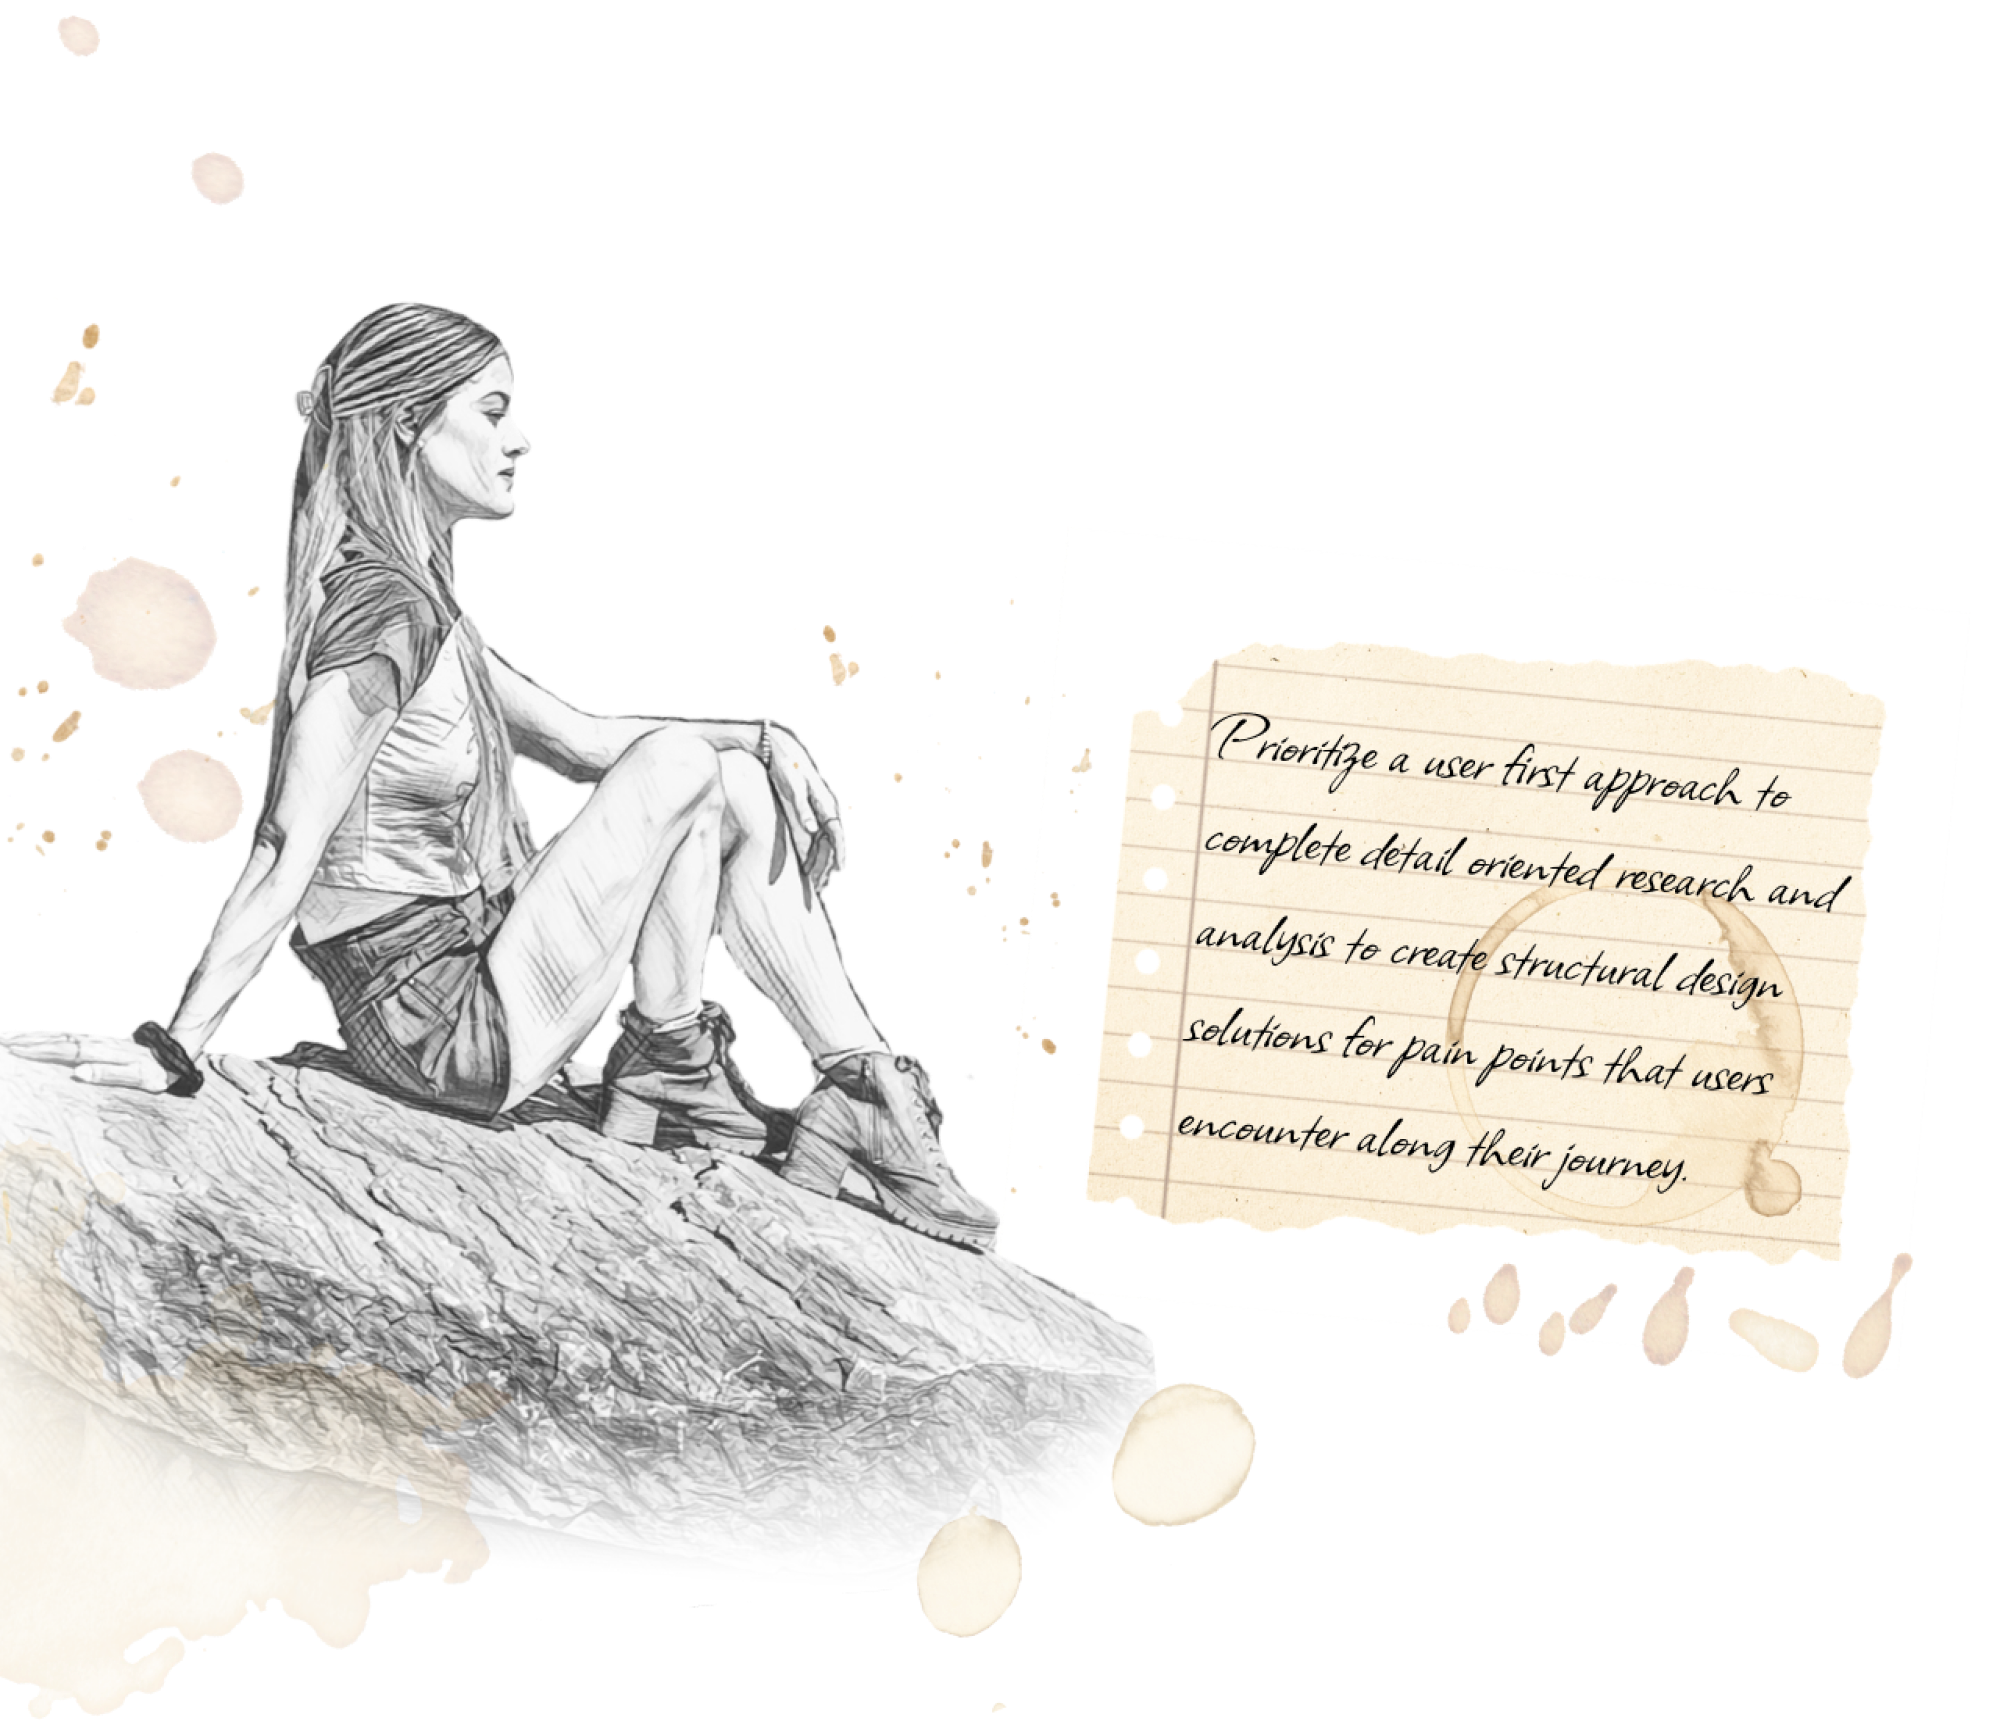 Prioritize a user first approach to
complete detail oriented research and
analysis to create structural design
solutions for pain points that users
encounter along their journey.